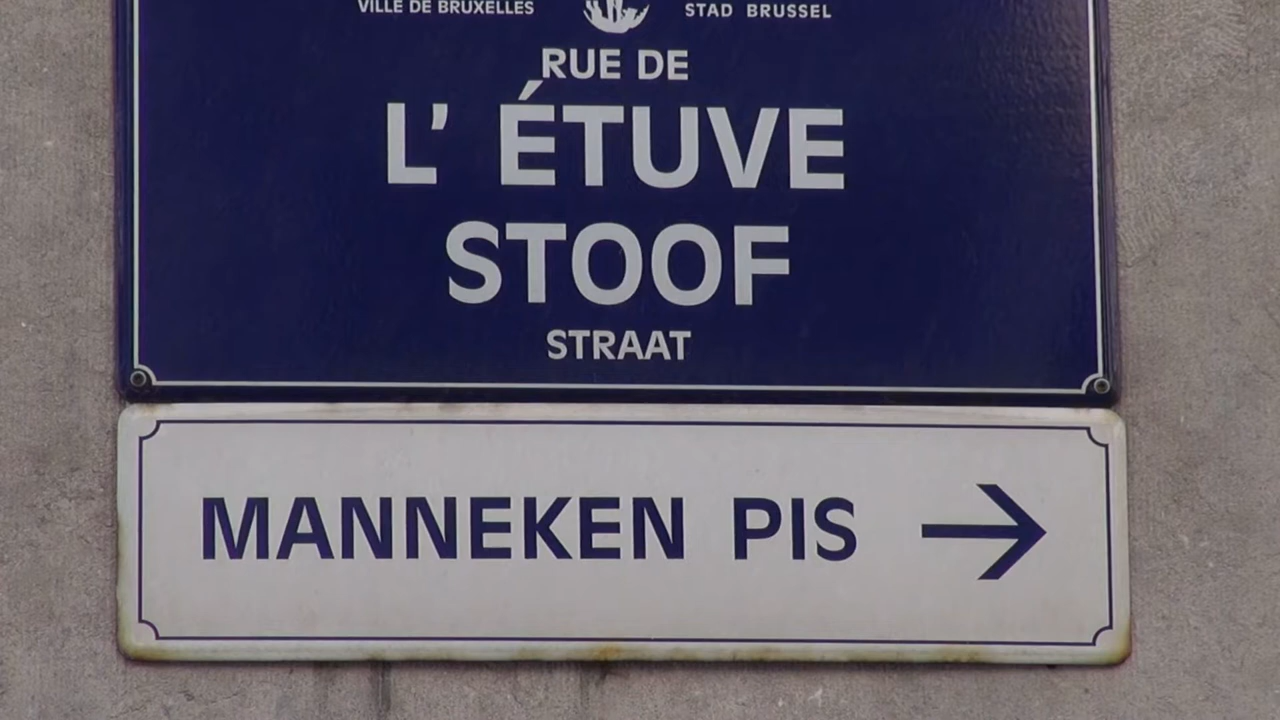 VILLE DE BRUXELLES STAD BRUSSEL
RUE DE
L' ÉTUVE
STOOF
STRAAT
MANNEKEN PIS →